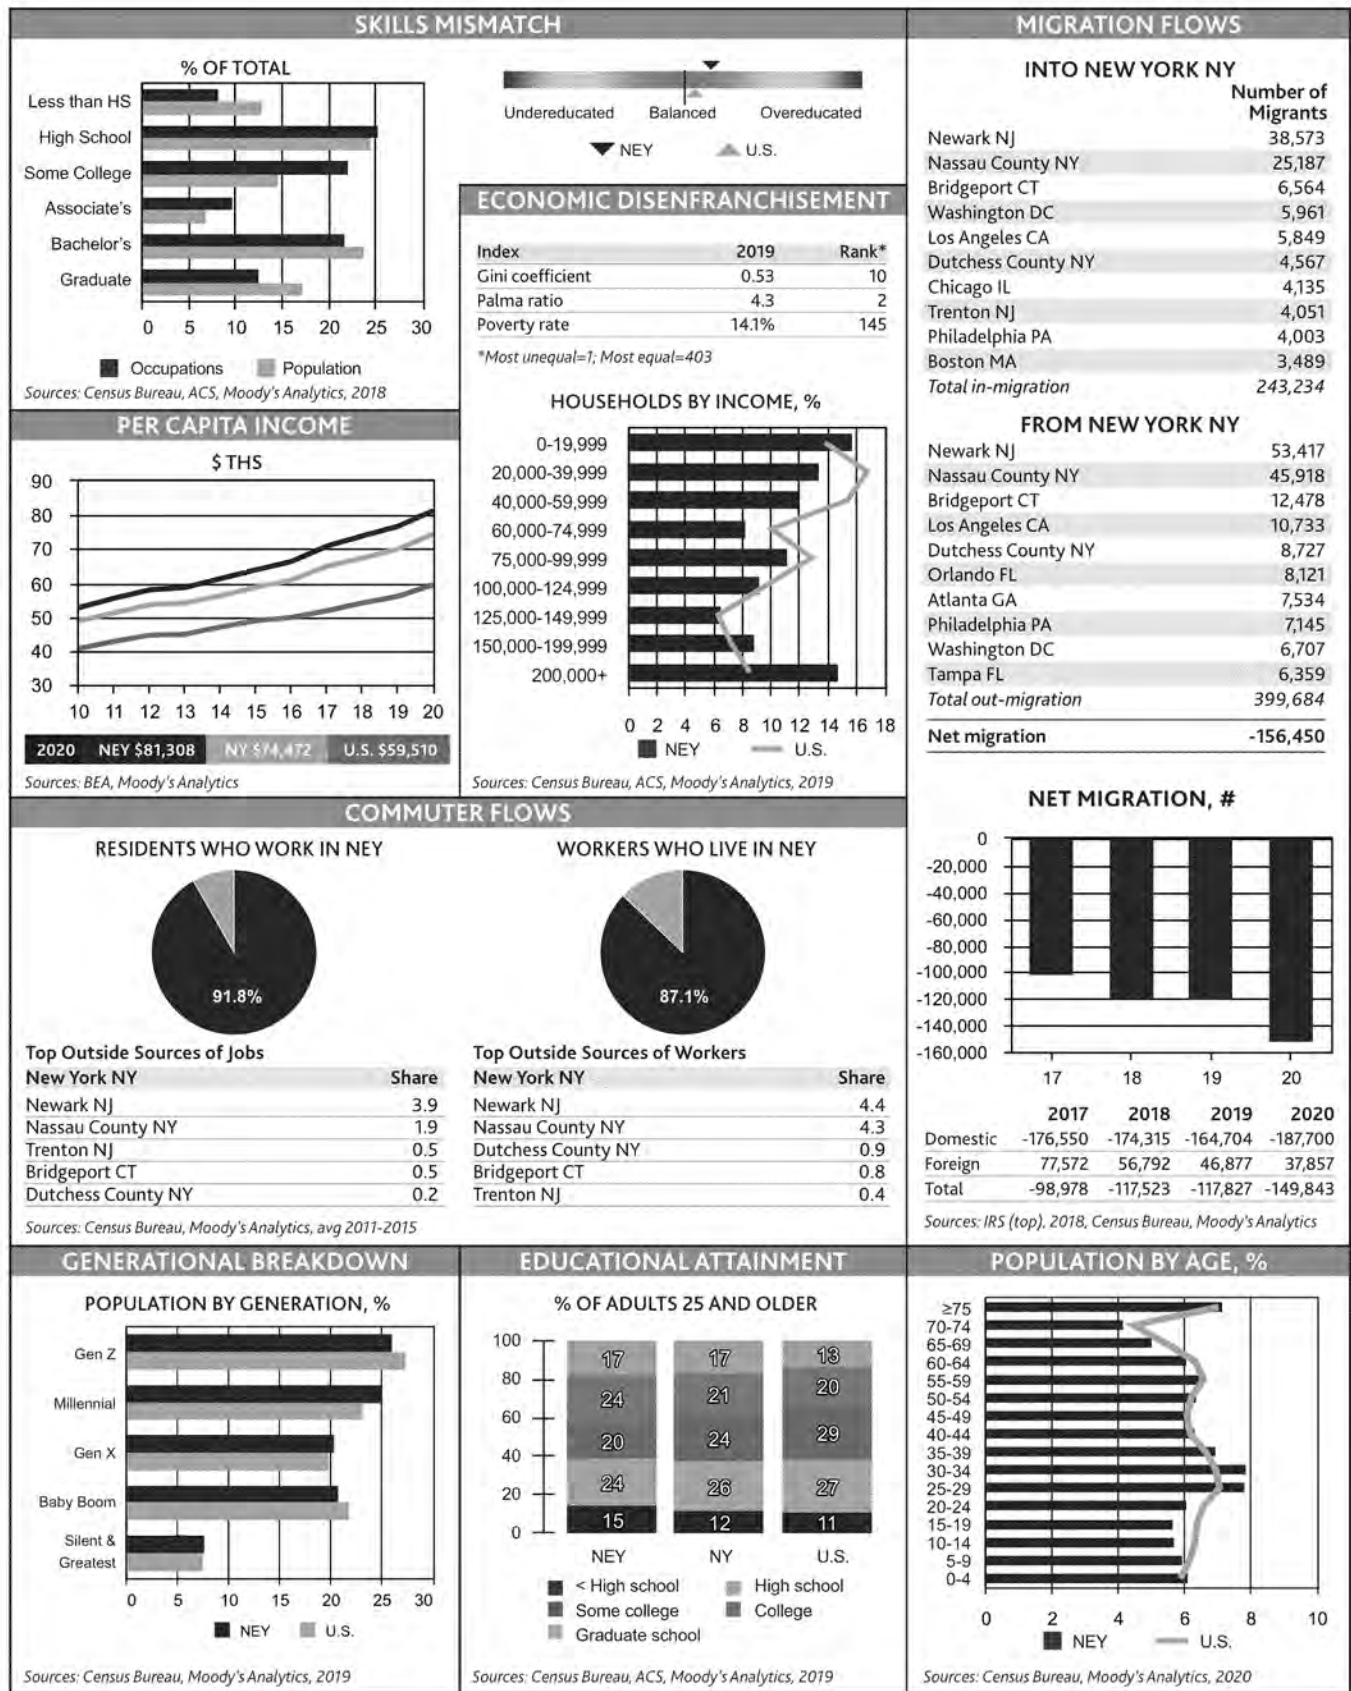 SKILLS MISMATCH
% OF TOTAL
Less than HS
High School
Some College
Associate's
Bachelor's
Graduate
0 5 10 15 20 25 30
Occupations Population
Sources: Census Bureau, ACS, Moody's Analytics, 2018
Undereducated Balanced Overeducated
NEY U.S.
ECONOMIC DISENFRANCHISEMENT
Index 2019 Rank*
Gini coefficient 0.53 10
Palma ratio 4.3 2
Poverty rate 14.1% 145
*Most unequal=1; Most equal=403
HOUSEHOLDS BY INCOME, %
0-19,999
20,000-39,999
40,000-59,999
60,000-74,999
75,000-99,999
100,000-124,999
125,000-149,999
150,000-199,999
200,000+
0 2 4 6 8 10 12 14 16 18
NEY U.S.
Sources: Census Bureau, ACS, Moody's Analytics, 2019
PER CAPITA INCOME
$ THS
90
80
70
60
50
40
30
10 11 12 13 14 15 16 17 18 19 20
2020 NEY $81,308 NY $74,472 U.S. $59,510
Sources: BEA, Moody's Analytics
MIGRATION FLOWS
INTO NEW YORK NY
Number of
Migrants
Newark NJ 38,573
Nassau County NY 25,187
Bridgeport CT 6,564
Washington DC 5,961
Los Angeles CA 5,849
Dutchess County NY 4,567
Chicago IL 4,135
Trenton NJ 4,051
Philadelphia PA 4,003
Boston MA 3,489
Total in-migration 243,234
FROM NEW YORK NY
Newark NJ 53,417
Nassau County NY 45,918
Bridgeport CT 12,478
Los Angeles CA 10,733
Dutchess County NY 8,727
Orlando FL 8,121
Atlanta GA 7,534
Philadelphia PA 7,145
Washington DC 6,707
Tampa FL 6,359
Total out-migration 399,684
Net migration -156,450
NET MIGRATION, #
0
-20,000
-40,000
-60,000
-80,000
-100,000
-120,000
-140,000
-160,000
17 18 19 20
2017 2018 2019 2020
Domestic -176,550 -174,315 -164,704 -187,700
Foreign 77,572 56,792 46,877 37,857
Total -98,978 -117,523 -117,827 -149,843
Sources: IRS (top), 2018, Census Bureau, Moody's Analytics
COMMUTER FLOWS
RESIDENTS WHO WORK IN NEY
91.8%
Top Outside Sources of Jobs
New York NY Share
Newark NJ 3.9
Nassau County NY 1.9
Trenton NJ 0.5
Bridgeport CT 0.5
Dutchess County NY 0.2
Sources: Census Bureau, Moody's Analytics, avg 2011-2015
WORKERS WHO LIVE IN NEY
87.1%
Top Outside Sources of Workers
New York NY Share
Newark NJ 4.4
Nassau County NY 4.3
Dutchess County NY 0.9
Bridgeport CT 0.8
Trenton NJ 0.4
GENERATIONAL BREAKDOWN
POPULATION BY GENERATION, %
Gen Z
Millennial
Gen X
Baby Boom
Silent &
Greatest
0 5 10 15 20 25 30
NEY U.S.
Sources: Census Bureau, Moody's Analytics, 2019
EDUCATIONAL ATTAINMENT
% OF ADULTS 25 AND OLDER
100
80
60
40
20
0
17 17 13
24 21 20
20 24 29
24 26 27
15 12 11
NEY NY U.S.
< High school High school
Some college College
Graduate school
Sources: Census Bureau, ACS, Moody's Analytics, 2019
POPULATION BY AGE, %
≥75
70-74
65-69
60-64
55-59
50-54
45-49
40-44
35-39
30-34
25-29
20-24
15-19
10-14
5-9
0-4
0 2 4 6 8 10
NEY U.S.
Sources: Census Bureau, Moody's Analytics, 2020